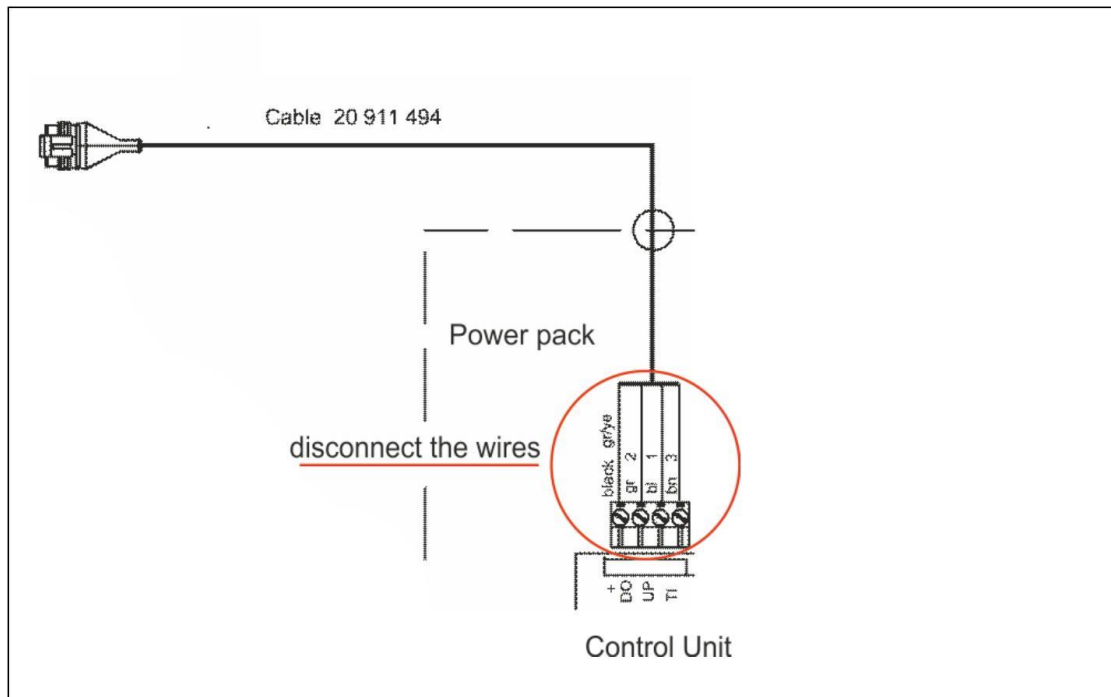 Cable 20 911 494
Power pack
disconnect the wires
black gr/ye
gr 2
bl 1
bn 3
+
DO
UP
TI
Control Unit